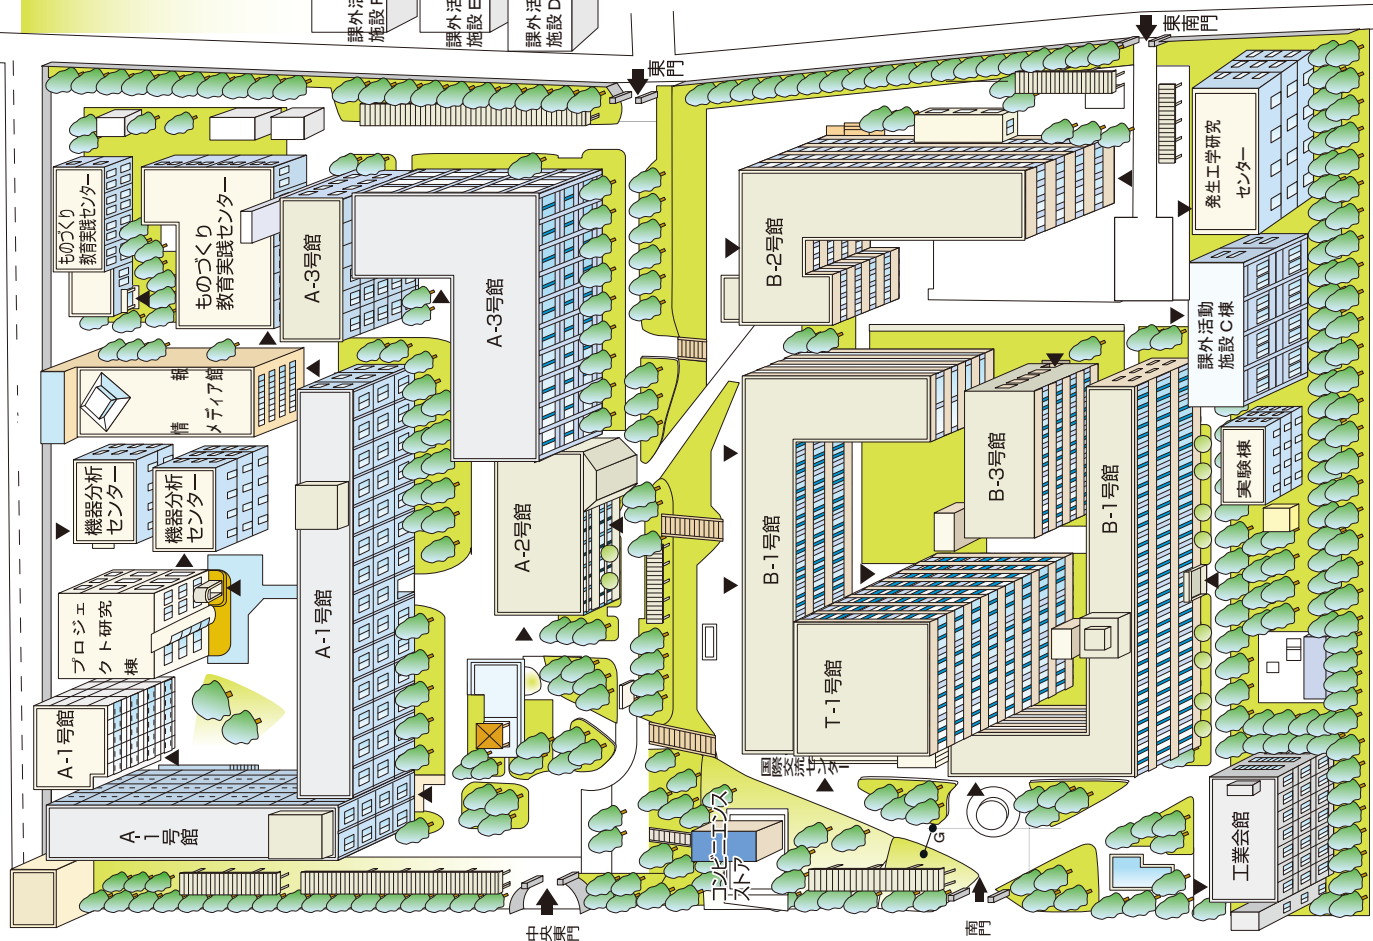 課外活
施設F
課外活
施設E
課外活
施設D
東門
東南門
ものづくり
教育実践センター
ものづくり
教育実践センター
A-3号館
A-3号館
B-2号館
発生工学研究
センター
課外活動
施設C棟
情報
メディア館
機器分析
センター
機器分析
センター
A-2号館
B-1号館
B-3号館
B-1号館
実験棟
プロジェ
クト研究
棟
A-1号館
A-1号館
A-1号館
T-1号館
国際交流
センター
コンビニエンス
ストア
G
工業会館
中央東門
南門